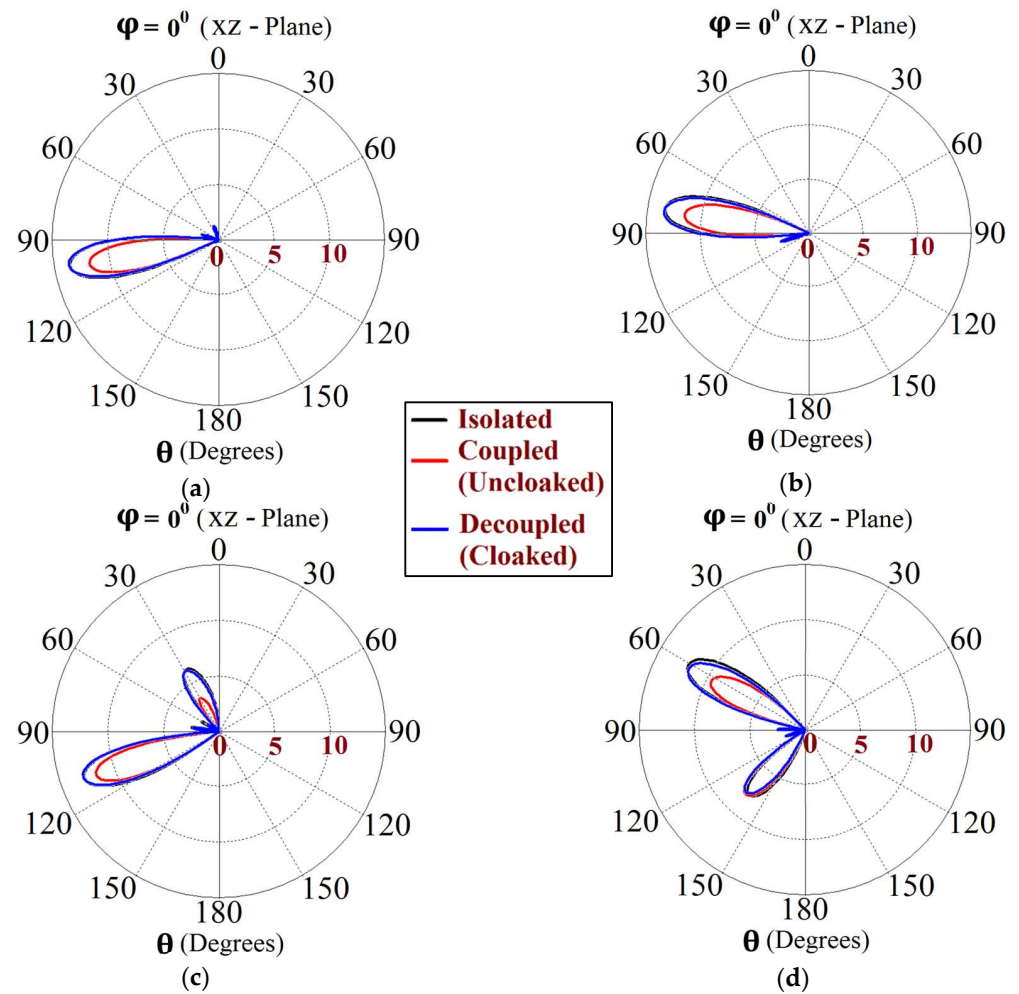 φ = 0⁰ (XZ - Plane)
0
30 30
60 60
90 90
0 5 10
120 120
150 150
180
θ (Degrees)
(a)
φ = 0⁰ (XZ - Plane)
0
30 30
60 60
90 90
0 5 10
120 120
150 150
180
θ (Degrees)
(b)
Isolated
Coupled
(Uncloaked)
Decoupled
(Cloaked)
φ = 0⁰ (XZ - Plane)
0
30 30
60 60
90 90
0 5 10
120 120
150 150
180
θ (Degrees)
(c)
φ = 0⁰ (XZ - Plane)
0
30 30
60 60
90 90
0 5 10
120 120
150 150
180
θ (Degrees)
(d)